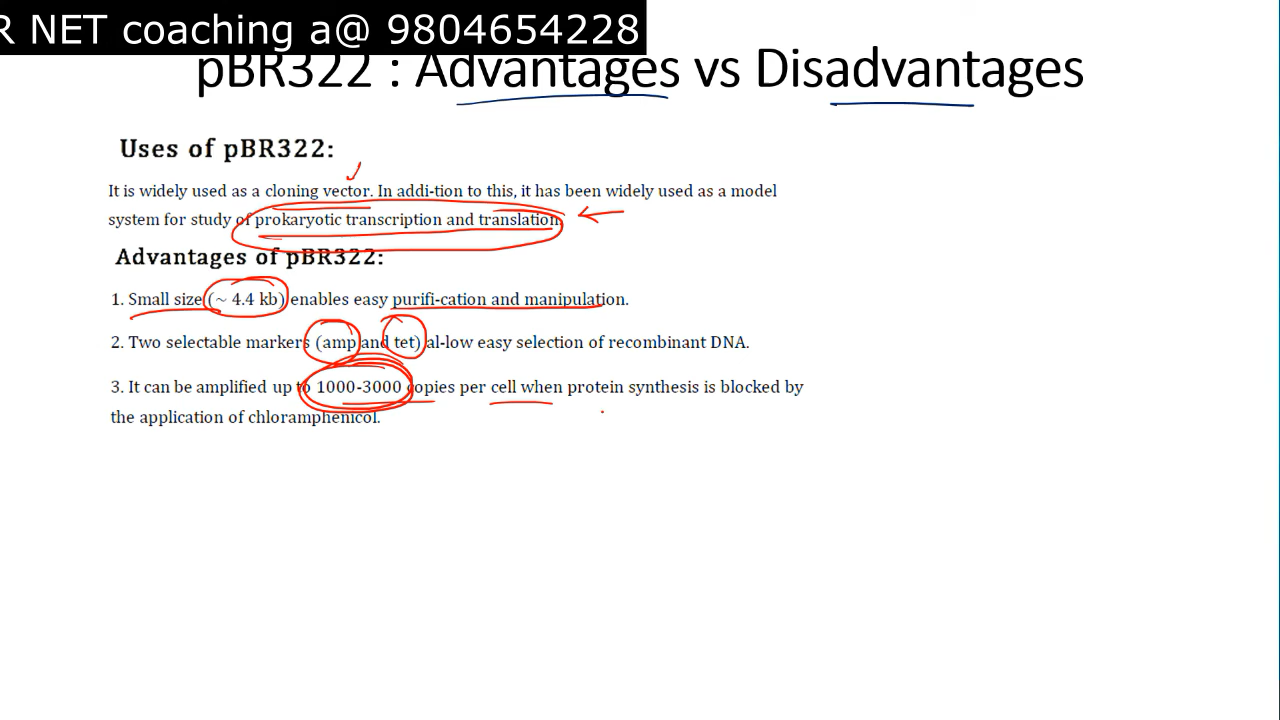 R NET coaching a@ 9804654228
pBR322 : Advantages vs Disadvantages
Uses of pBR322:
It is widely used as a cloning vector. In addi-tion to this, it has been widely used as a model
system for study of prokaryotic transcription and translation.
Advantages of pBR322:
1. Small size (~ 4.4 kb) enables easy purifi-cation and manipulation.
2. Two selectable markers (amp and tet) al-low easy selection of recombinant DNA.
3. It can be amplified up to 1000-3000 copies per cell when protein synthesis is blocked by
the application of chloramphenicol.